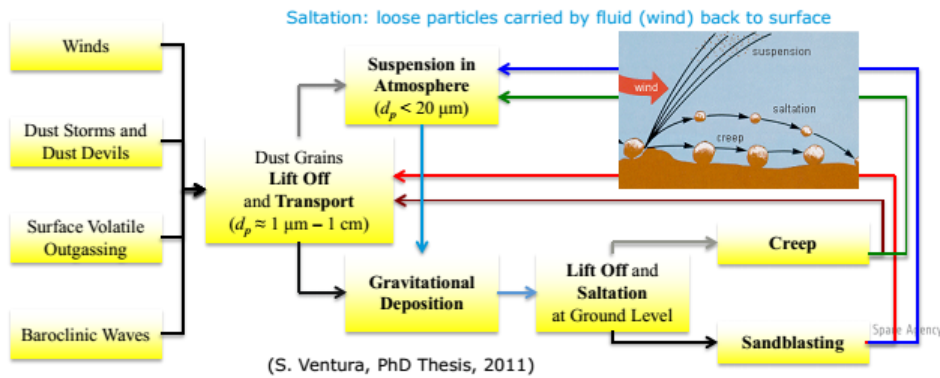 Saltation: loose particles carried by fluid (wind) back to surface
Winds
Dust Storms and
Dust Devils
Surface Volatile
Outgassing
Baroclinic Waves
Dust Grains
Lift Off
and Transport
(dₚ ≈ 1 μm – 1 cm)
Suspension in
Atmosphere
(dₚ < 20 μm)
Gravitational
Deposition
Lift Off and
Saltation
at Ground Level
Creep
Sandblasting
suspension
wind
saltation
creep
Space Agency
(S. Ventura, PhD Thesis, 2011)